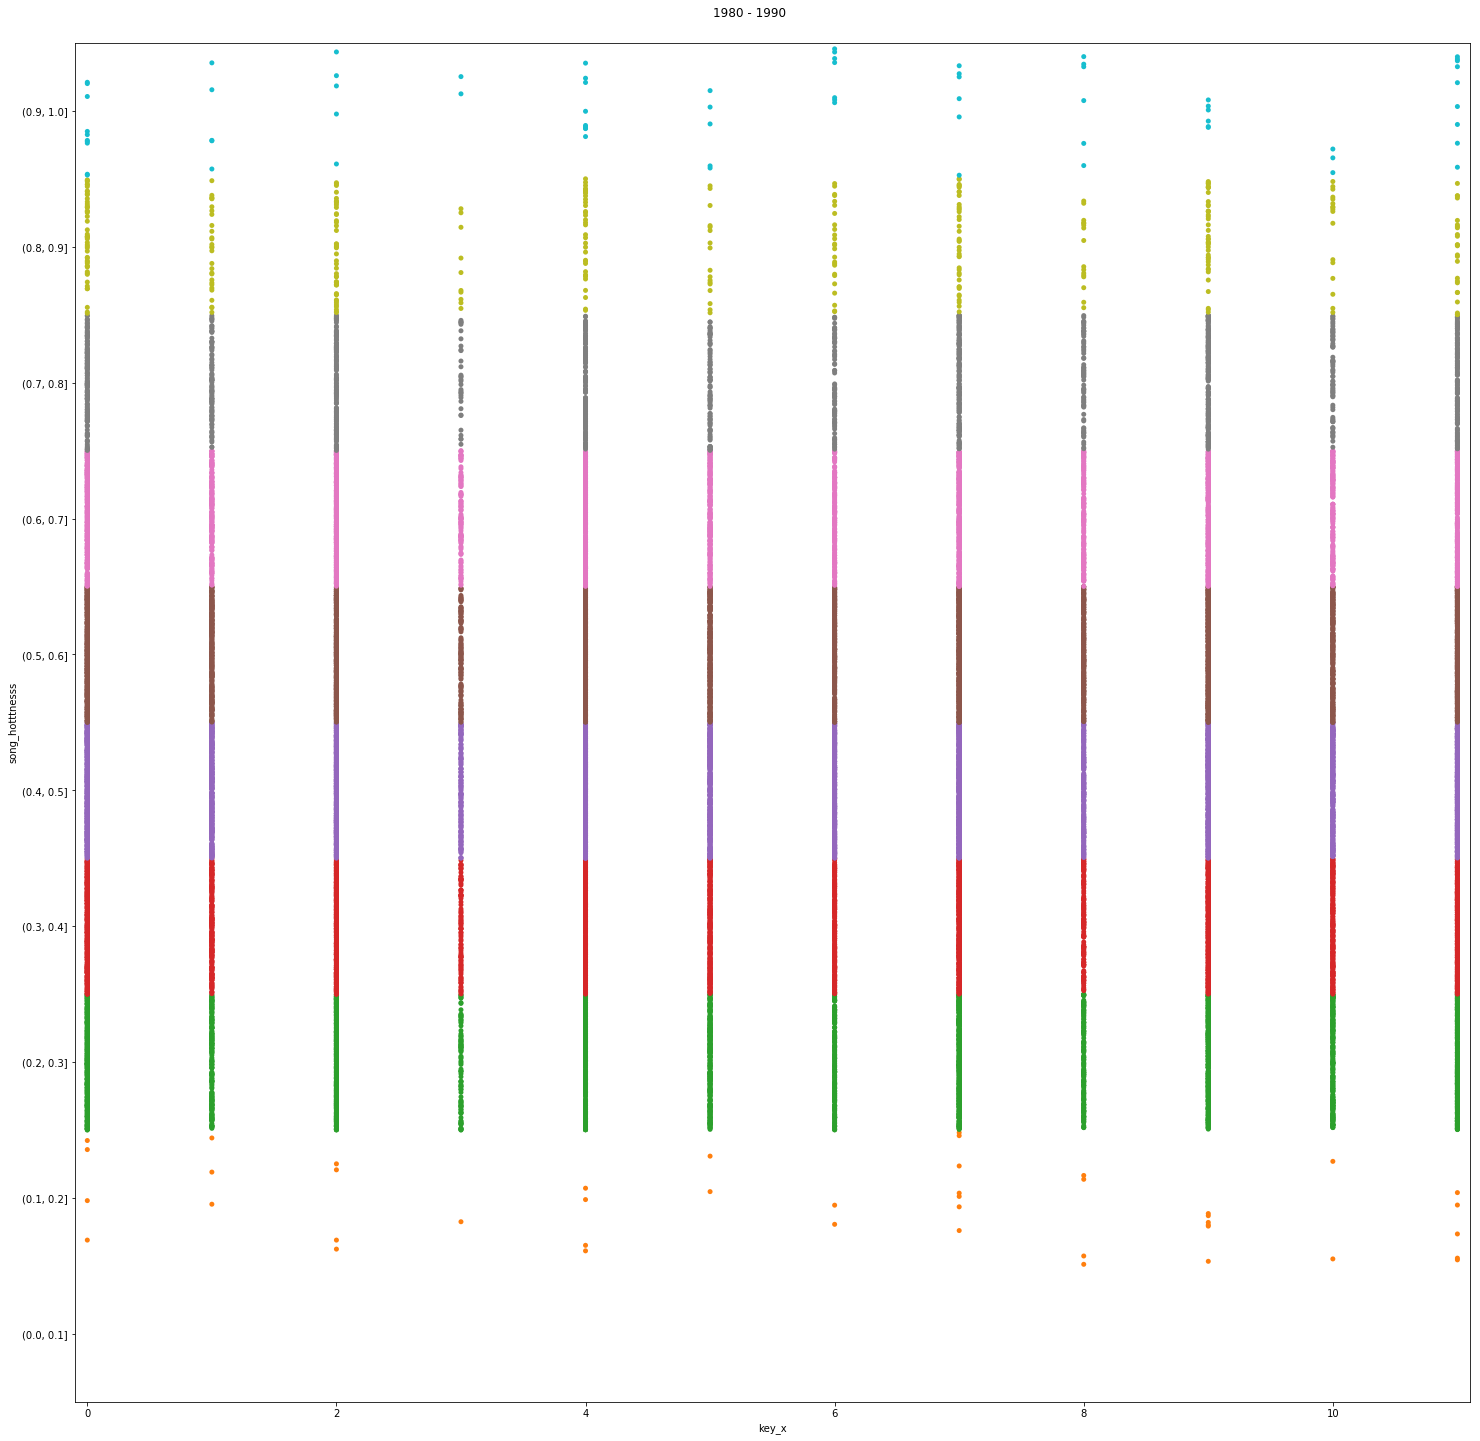 1980 - 1990
(0.9, 1.0]
(0.8, 0.9]
(0.7, 0.8]
(0.6, 0.7]
(0.5, 0.6]
(0.4, 0.5]
(0.3, 0.4]
(0.2, 0.3]
(0.1, 0.2]
(0.0, 0.1]
song_hotttnesss
0 2 4 6 8 10
key_x